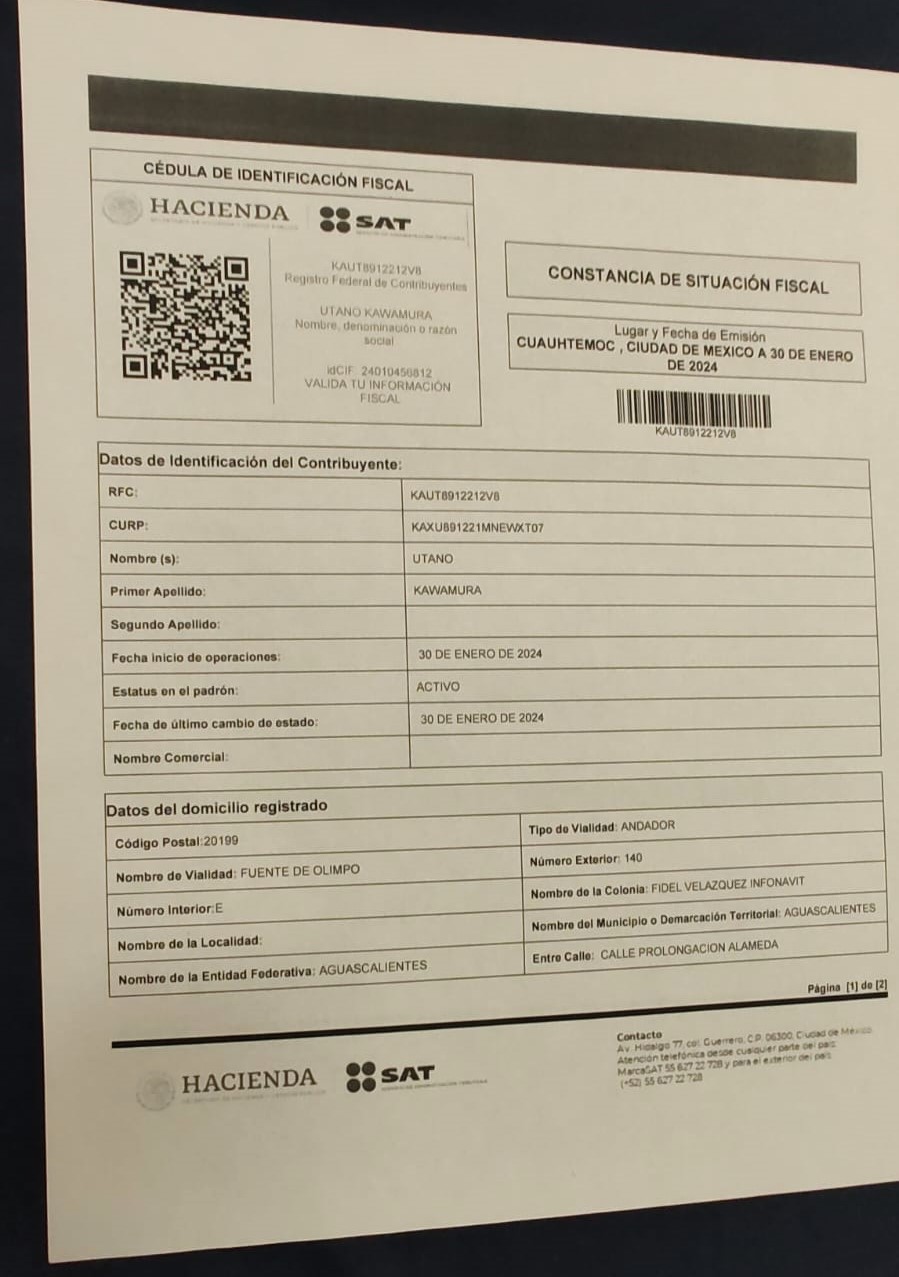 CÉDULA DE IDENTIFICACIÓN FISCAL
HACIENDA
SAT
KAUT8912212V8
Registro Federal de Contribuyentes
UTANO KAWAMURA
Nombre, denominación o razón
social
idCIF: 24010456812
VALIDA TU INFORMACIÓN
FISCAL
CONSTANCIA DE SITUACIÓN FISCAL
Lugar y Fecha de Emisión
CUAUHTEMOC , CIUDAD DE MEXICO A 30 DE ENERO
DE 2024
KAUT8912212V8
Datos de Identificación del Contribuyente:
RFC: KAUT8912212V8
CURP: KAXU891221MNEWXT07
Nombre (s): UTANO
Primer Apellido: KAWAMURA
Segundo Apellido:
Fecha inicio de operaciones: 30 DE ENERO DE 2024
Estatus en el padrón: ACTIVO
Fecha de último cambio de estado: 30 DE ENERO DE 2024
Nombre Comercial:
Datos del domicilio registrado
Código Postal:20199 Tipo de Vialidad: ANDADOR
Nombre de Vialidad: FUENTE DE OLIMPO Número Exterior: 140
Número Interior:E Nombre de la Colonia: FIDEL VELAZQUEZ INFONAVIT
Nombre de la Localidad: Nombre del Municipio o Demarcación Territorial: AGUASCALIENTES
Nombre de la Entidad Federativa: AGUASCALIENTES Entre Calle: CALLE PROLONGACION ALAMEDA
Página [1] de [2]
HACIENDA
SAT
Contacto
Av. Hidalgo 77, col. Guerrero, C.P. 06300, Ciudad de México
Atención telefónica desde cualquier parte del país:
MarcaSAT 55 627 22 728 y para el exterior del país
(+52) 55 627 22 728